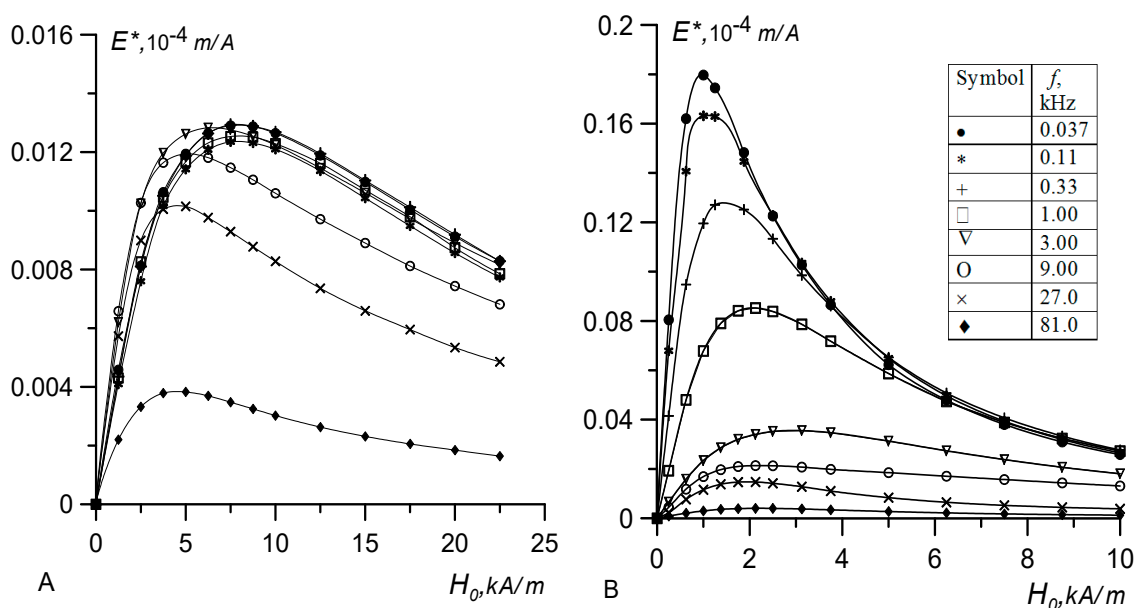 E*,10⁻⁴ m/A
0.016
0.012
0.008
0.004
0
0 5 10 15 20 25
H₀,kA/m
A
E*,10⁻⁴ m/A
0.2
0.16
0.12
0.08
0.04
0
0 2 4 6 8 10
H₀,kA/m
B
Symbol f, kHz
● 0.037
* 0.11
+ 0.33
□ 1.00
▽ 3.00
O 9.00
× 27.0
◆ 81.0